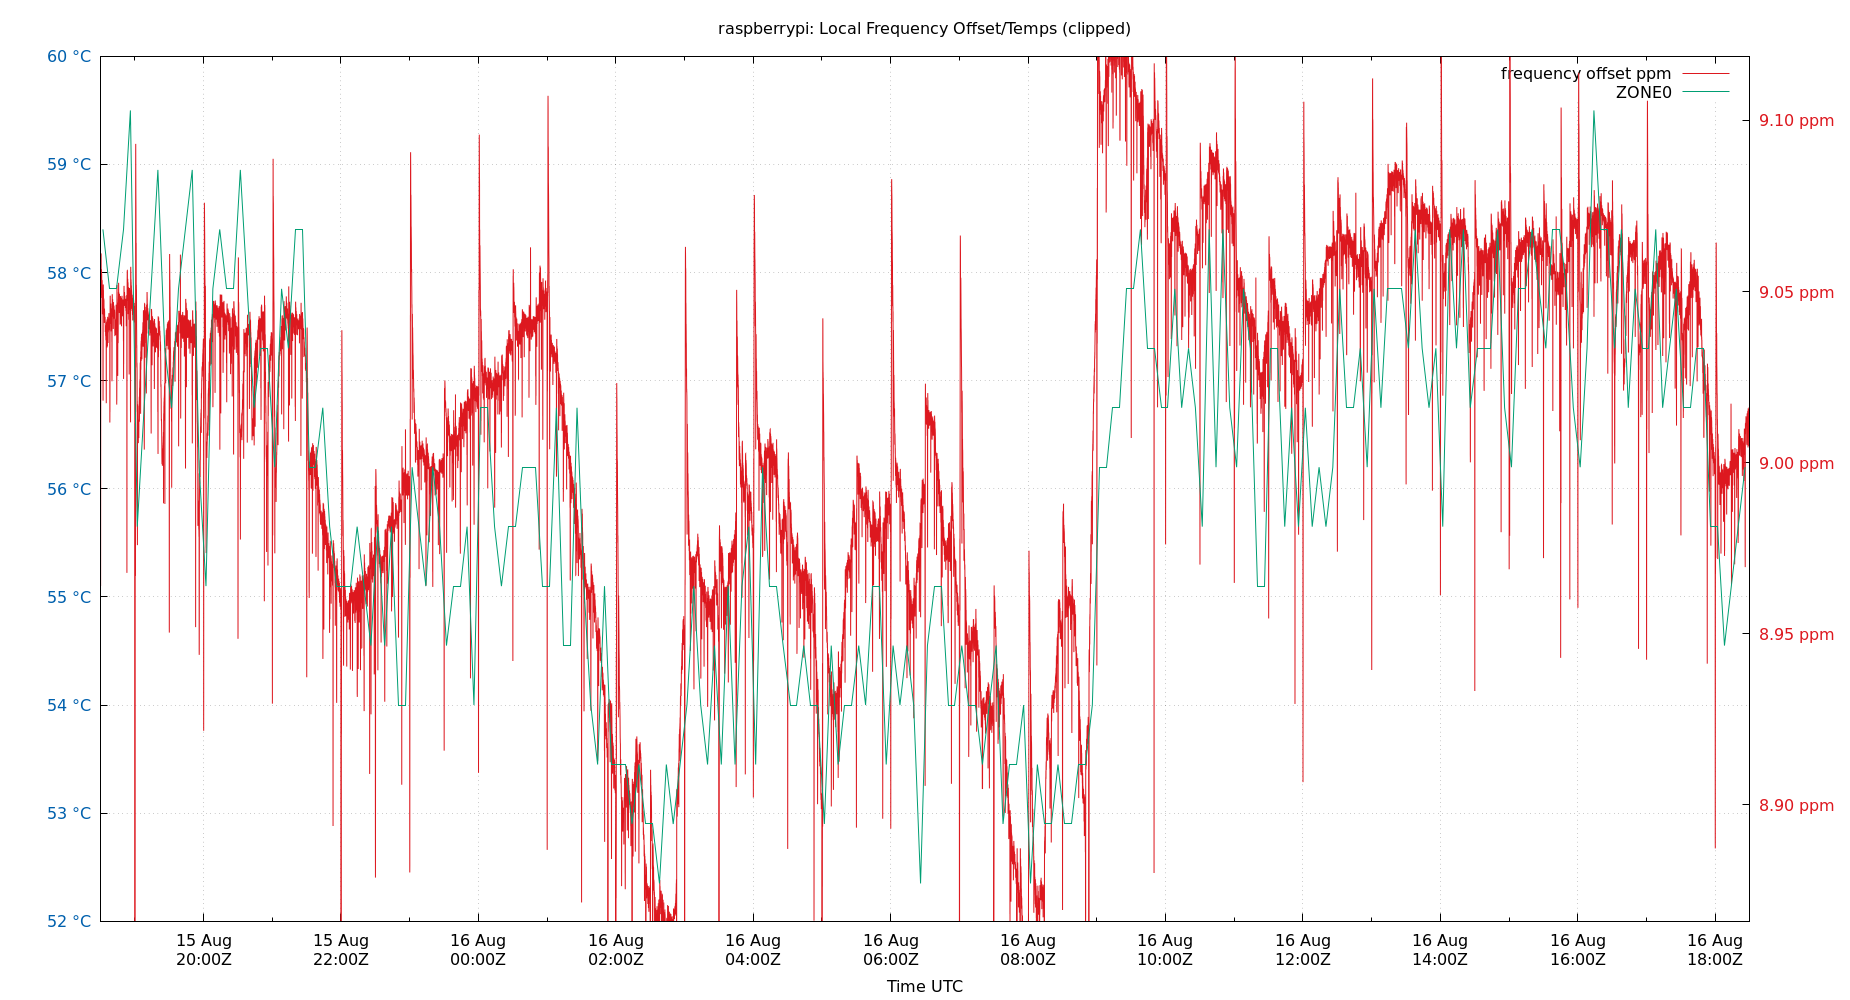 raspberrypi: Local Frequency Offset/Temps (clipped)
60 °C
59 °C
58 °C
57 °C
56 °C
55 °C
54 °C
53 °C
52 °C
frequency offset ppm
ZONE0
9.10 ppm
9.05 ppm
9.00 ppm
8.95 ppm
8.90 ppm
15 Aug 15 Aug 16 Aug 16 Aug 16 Aug 16 Aug 16 Aug 16 Aug 16 Aug 16 Aug 16 Aug 16 Aug
20:00Z 22:00Z 00:00Z 02:00Z 04:00Z 06:00Z 08:00Z 10:00Z 12:00Z 14:00Z 16:00Z 18:00Z
Time UTC